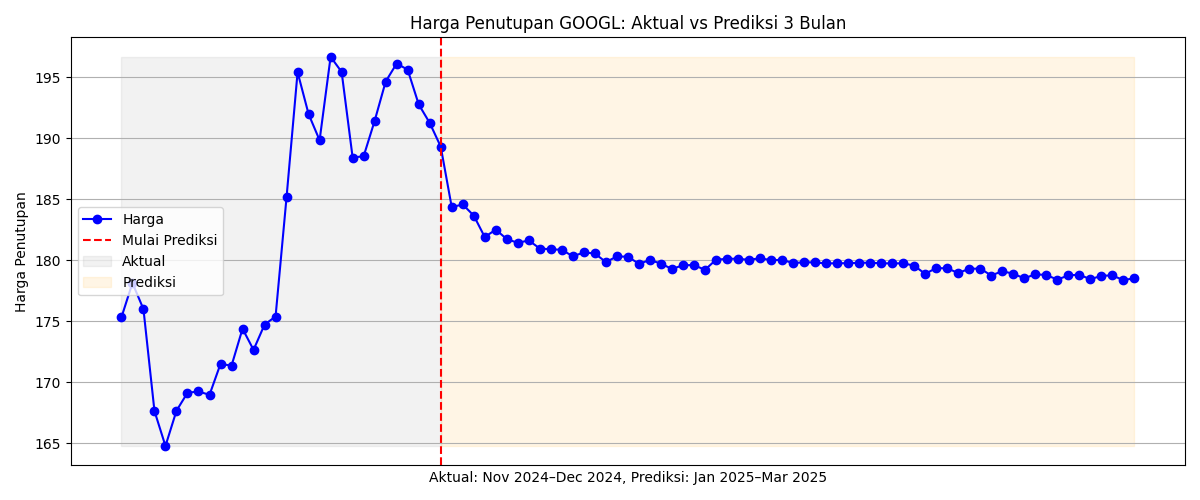 Harga Penutupan GOOGL: Aktual vs Prediksi 3 Bulan
Harga Penutupan
195
190
185
180
175
170
165
Harga
Mulai Prediksi
Aktual
Prediksi
Aktual: Nov 2024–Dec 2024, Prediksi: Jan 2025–Mar 2025